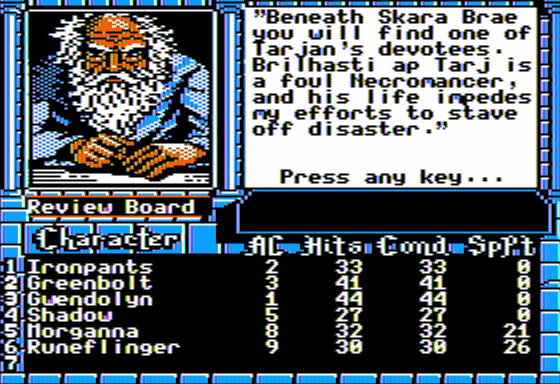 "Beneath Skara Brae
you will find one of
Tarjan's devotees.
Brilhasti ap Tarj is
a foul Necromancer,
and his life impedes
my efforts to stave
off disaster."
Press any key...
Review Board
Character AC Hits Cond SpPt
1 Ironpants 2 33 33 0
2 Greenbolt 3 41 41 0
3 Gwendolyn 1 44 44 0
4 Shadow 5 27 27 0
5 Morganna 8 32 32 21
6 Runeflinger 9 30 30 26
7